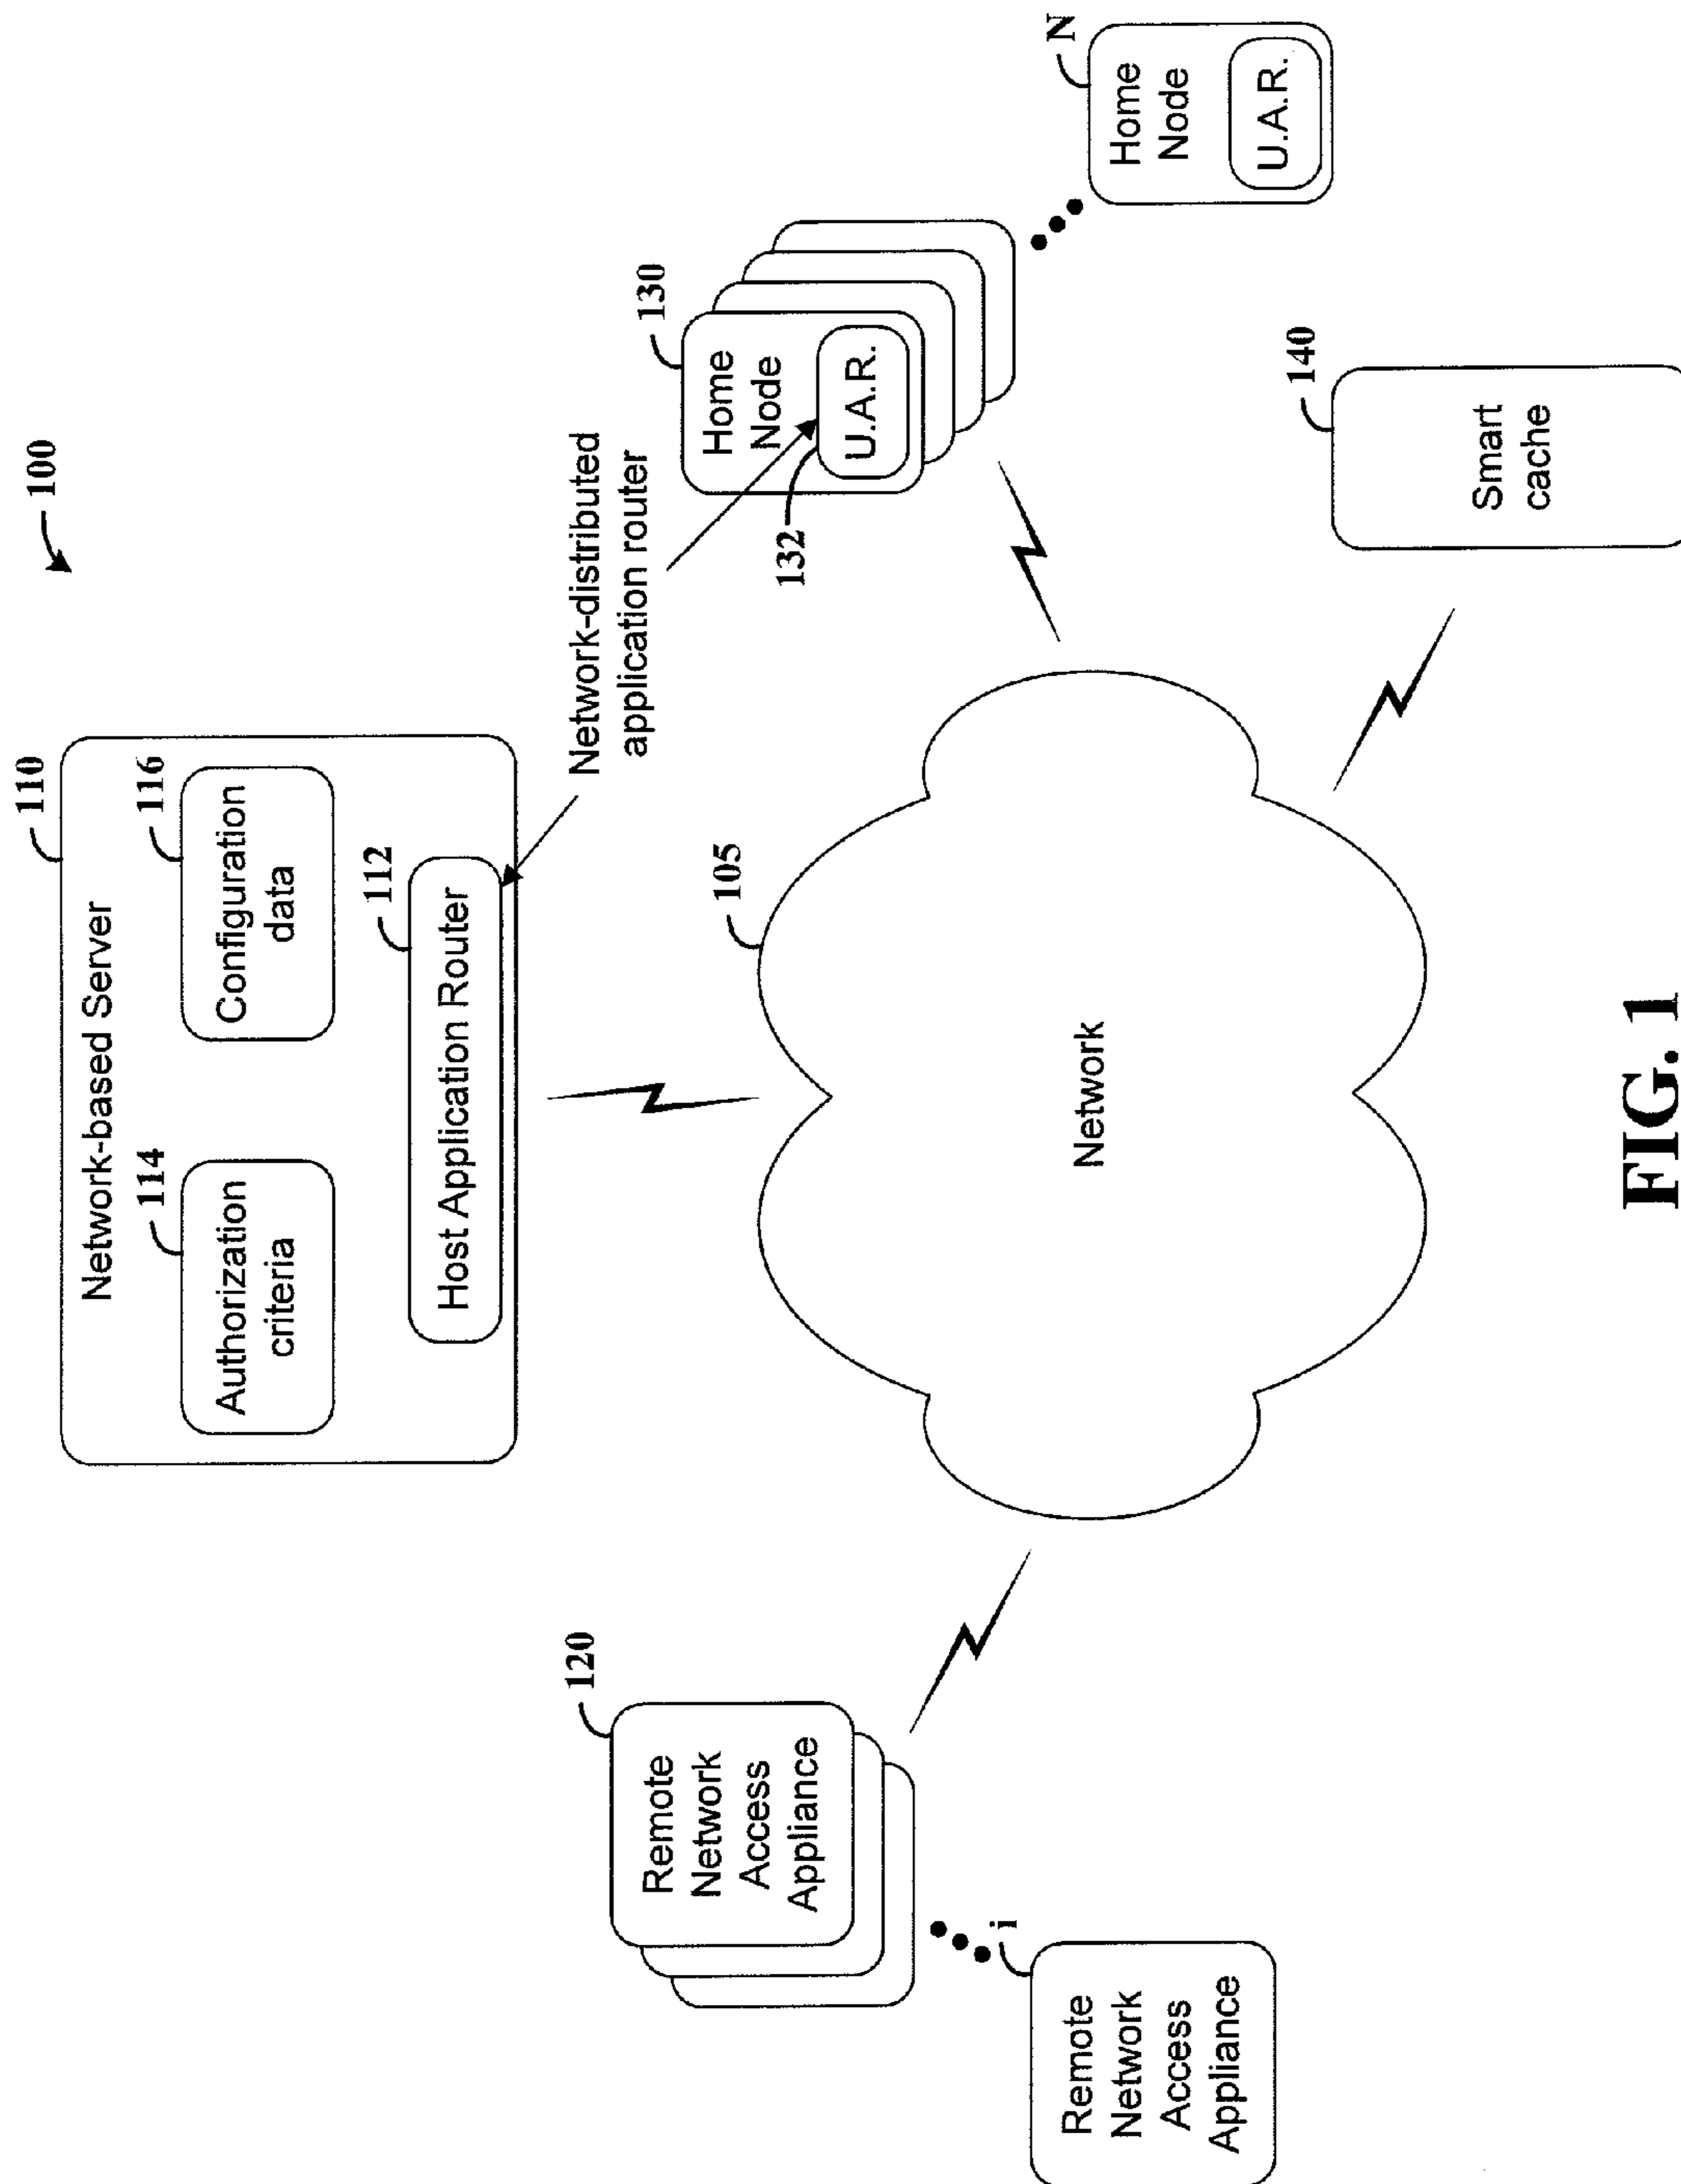 100
110
Network-based Server
114
Authorization
criteria
116
Configuration
data
112
Host Application Router
Network-distributed
application router
120
Remote
Network
Access
Appliance
i
Remote
Network
Access
Appliance
105
Network
130
Home
Node
132
U.A.R.
N
Home
Node
U.A.R.
140
Smart
cache
FIG. 1